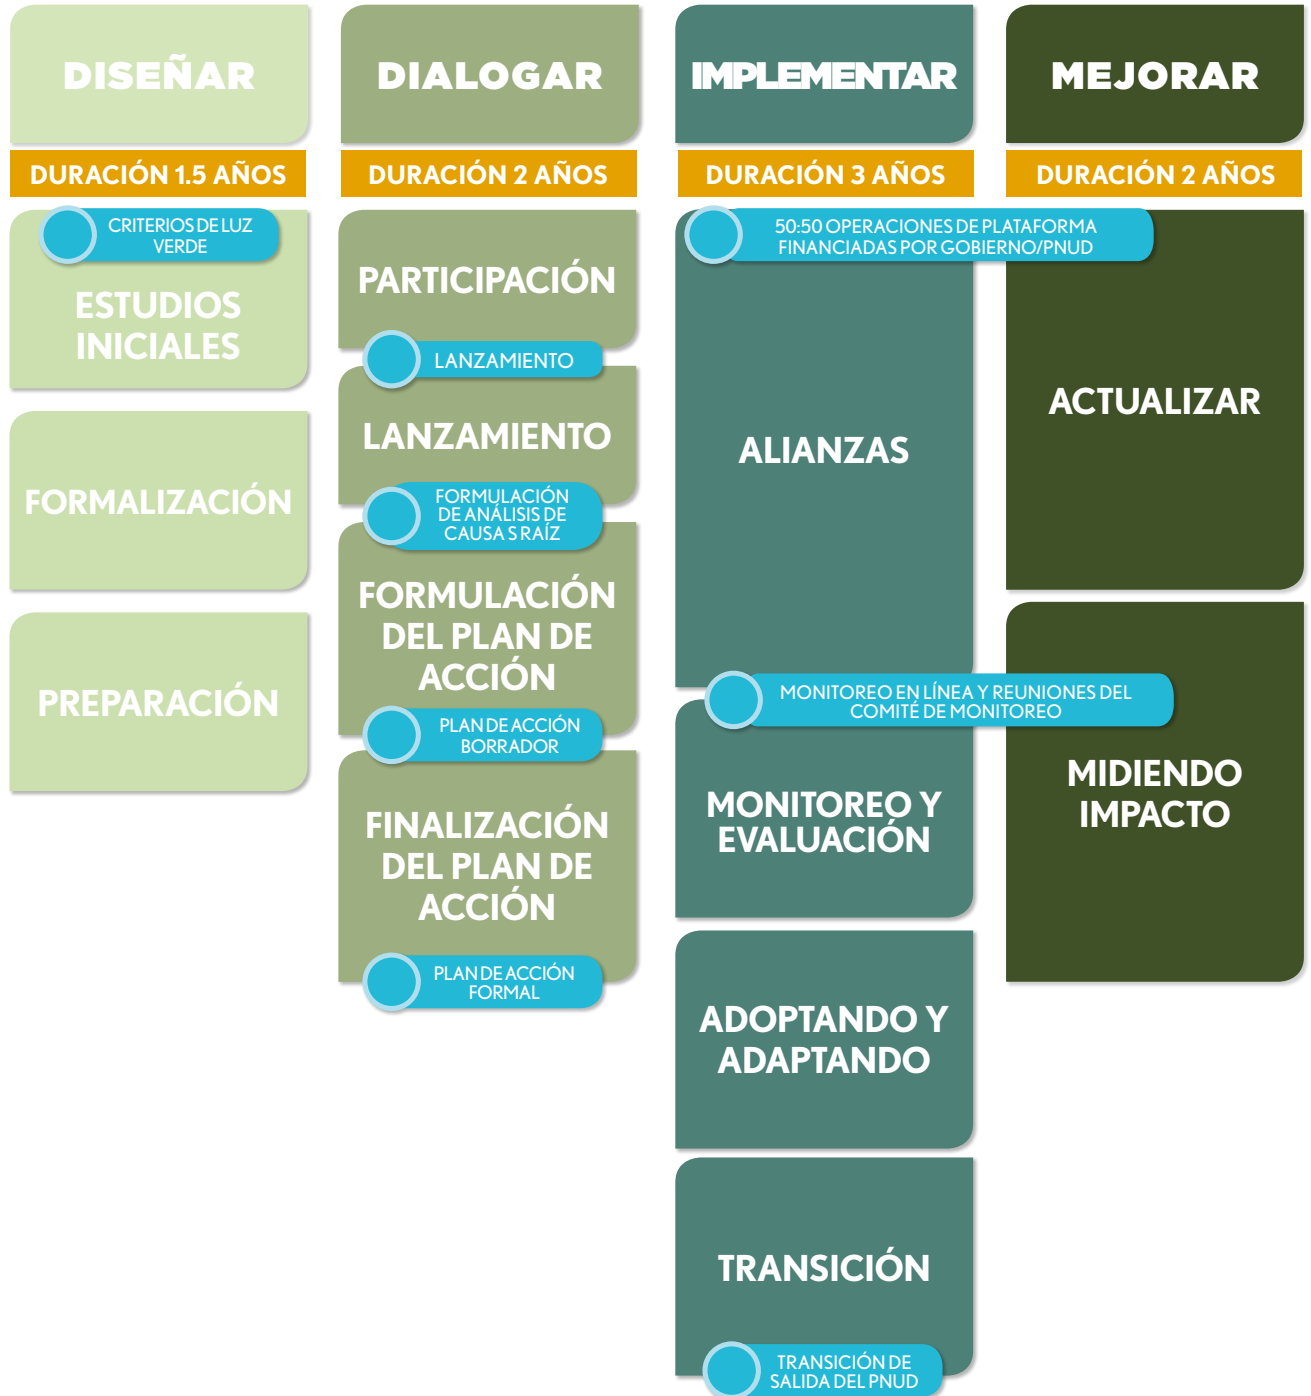 DISEÑAR
DURACIÓN 1.5 AÑOS
CRITERIOS DE LUZ
VERDE
ESTUDIOS
INICIALES
FORMALIZACIÓN
PREPARACIÓN
DIALOGAR
DURACIÓN 2 AÑOS
PARTICIPACIÓN
LANZAMIENTO
LANZAMIENTO
FORMULACIÓN
DE ANÁLISIS DE
CAUSA S RAÍZ
FORMULACIÓN
DEL PLAN DE
ACCIÓN
PLAN DE ACCIÓN
BORRADOR
FINALIZACIÓN
DEL PLAN DE
ACCIÓN
PLAN DE ACCIÓN
FORMAL
IMPLEMENTAR
DURACIÓN 3 AÑOS
50:50 OPERACIONES DE PLATAFORMA
FINANCIADAS POR GOBIERNO/PNUD
ALIANZAS
MONITOREO EN LÍNEA Y REUNIONES DEL
COMITÉ DE MONITOREO
MONITOREO Y
EVALUACIÓN
ADOPTANDO Y
ADAPTANDO
TRANSICIÓN
TRANSICIÓN DE
SALIDA DEL PNUD
MEJORAR
DURACIÓN 2 AÑOS
ACTUALIZAR
MIDIENDO
IMPACTO